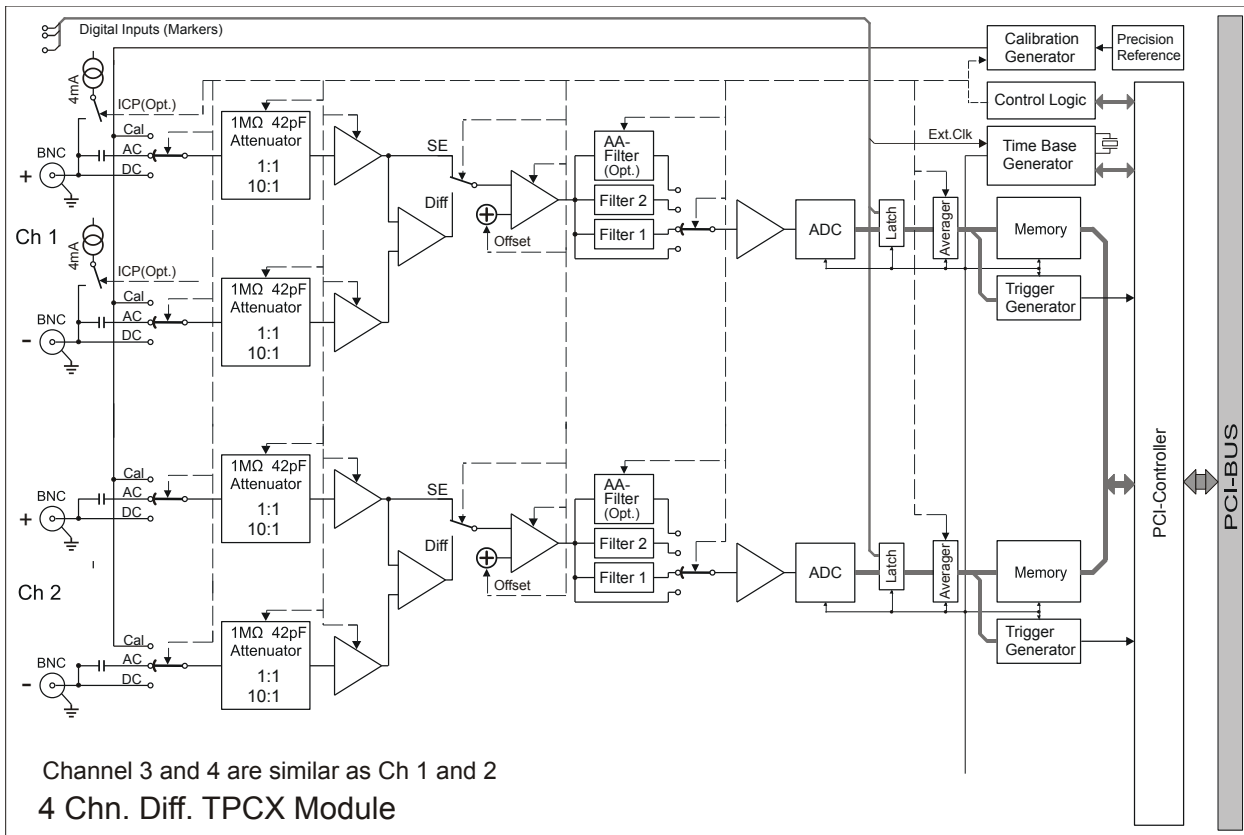 Digital Inputs (Markers)
Calibration
Generator
Precision
Reference
4mA
ICP(Opt.)
Control Logic
Ext.Clk
Time Base
Generator
BNC
+
Cal
AC
DC
1MΩ 42pF
Attenuator
1:1
10:1
SE
Diff
Offset
AA-
Filter
(Opt.)
Filter 2
Filter 1
ADC
Latch
Averager
Memory
Trigger
Generator
Ch 1
4mA
ICP(Opt.)
BNC
-
Cal
AC
DC
1MΩ 42pF
Attenuator
1:1
10:1
PCI-Controller
PCI-BUS
BNC
+
Cal
AC
DC
1MΩ 42pF
Attenuator
1:1
10:1
SE
Diff
Offset
AA-
Filter
(Opt.)
Filter 2
Filter 1
ADC
Latch
Averager
Memory
Trigger
Generator
Ch 2
BNC
-
Cal
AC
DC
1MΩ 42pF
Attenuator
1:1
10:1
Channel 3 and 4 are similar as Ch 1 and 2
4 Chn. Diff. TPCX Module